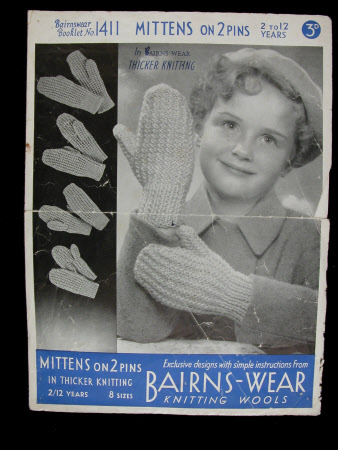 Bairnswear
Booklet No. 1411 MITTENS ON 2 PINS 2 TO 12 YEARS 3D
In BAIRNS-WEAR
THICKER KNITTING
MITTENS ON 2 PINS
IN THICKER KNITTING
2/12 YEARS 8 SIZES
Exclusive designs with simple instructions from
BAIRNS-WEAR
KNITTING WOOLS